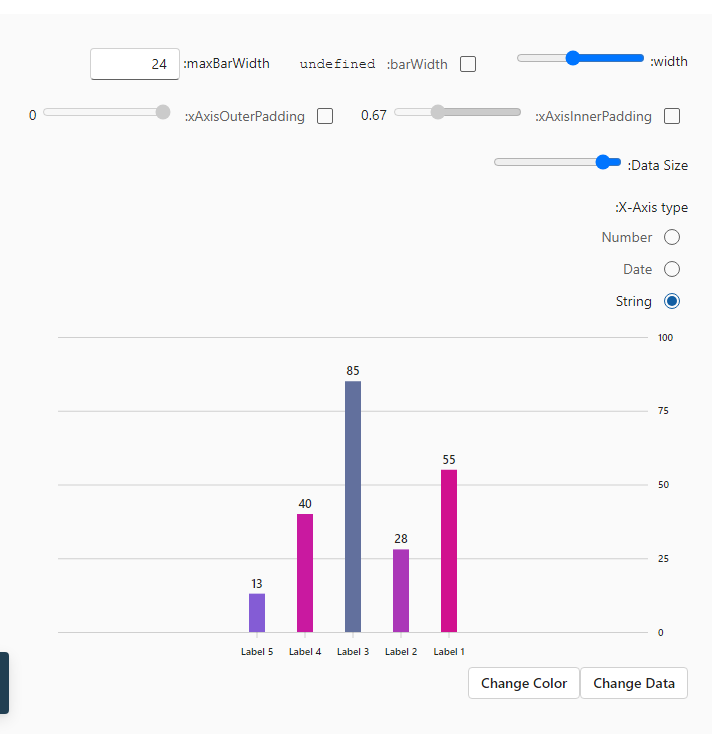 :width
undefined :barWidth
24 :maxBarWidth
:xAxisInnerPadding 0.67
:xAxisOuterPadding 0
:Data Size
:X-Axis type
Number
Date
String
100
75
50
25
0
13
40
85
28
55
Label 5 Label 4 Label 3 Label 2 Label 1
Change Color Change Data